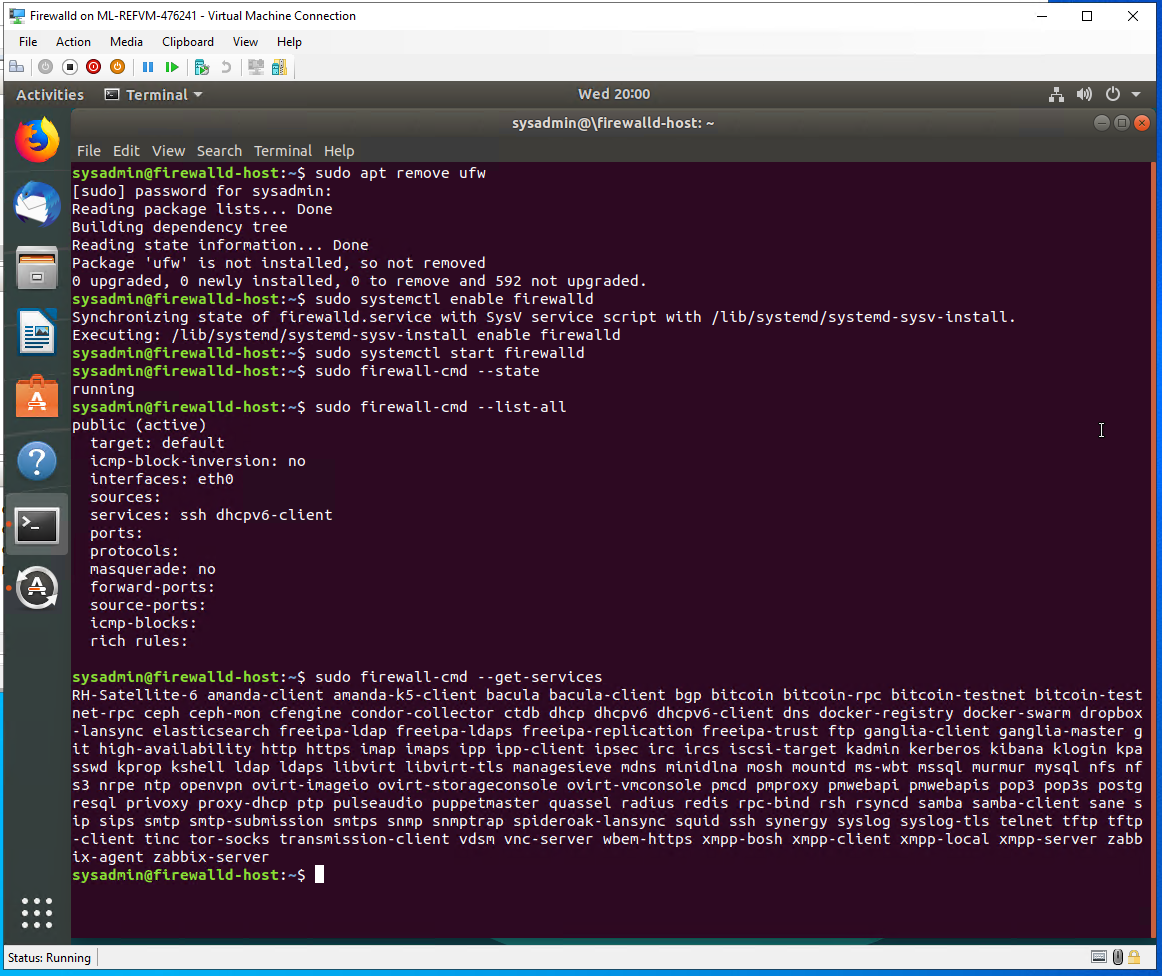 Firewalld on ML-REFVM-476241 - Virtual Machine Connection
File Action Media Clipboard View Help
Activities Terminal Wed 20:00
sysadmin@\firewalld-host: ~
File Edit View Search Terminal Help
sysadmin@firewalld-host:~$ sudo apt remove ufw
[sudo] password for sysadmin:
Reading package lists... Done
Building dependency tree
Reading state information... Done
Package 'ufw' is not installed, so not removed
0 upgraded, 0 newly installed, 0 to remove and 592 not upgraded.
sysadmin@firewalld-host:~$ sudo systemctl enable firewalld
Synchronizing state of firewalld.service with SysV service script with /lib/systemd/systemd-sysv-install.
Executing: /lib/systemd/systemd-sysv-install enable firewalld
sysadmin@firewalld-host:~$ sudo systemctl start firewalld
sysadmin@firewalld-host:~$ sudo firewall-cmd --state
running
sysadmin@firewalld-host:~$ sudo firewall-cmd --list-all
public (active)
  target: default
  icmp-block-inversion: no
  interfaces: eth0
  sources:
  services: ssh dhcpv6-client
  ports:
  protocols:
  masquerade: no
  forward-ports:
  source-ports:
  icmp-blocks:
  rich rules:
sysadmin@firewalld-host:~$ sudo firewall-cmd --get-services
RH-Satellite-6 amanda-client amanda-k5-client bacula bacula-client bgp bitcoin bitcoin-rpc bitcoin-testnet bitcoin-test
net-rpc ceph ceph-mon cfengine condor-collector ctdb dhcp dhcpv6 dhcpv6-client dns docker-registry docker-swarm dropbox
-lansync elasticsearch freeipa-ldap freeipa-ldaps freeipa-replication freeipa-trust ftp ganglia-client ganglia-master g
it high-availability http https imap imaps ipp ipp-client ipsec irc ircs iscsi-target kadmin kerberos kibana klogin kpa
sswd kprop kshell ldap ldaps libvirt libvirt-tls managesieve mdns minidlna mosh mountd ms-wbt mssql murmur mysql nfs nf
s3 nrpe ntp openvpn ovirt-imageio ovirt-storageconsole ovirt-vmconsole pmcd pmproxy pmwebapi pmwebapis pop3 pop3s postg
resql privoxy proxy-dhcp ptp pulseaudio puppetmaster quassel radius redis rpc-bind rsh rsyncd samba samba-client sane s
ip sips smtp smtp-submission smtps snmp snmptrap spideroak-lansync squid ssh synergy syslog syslog-tls telnet tftp tftp
-client tinc tor-socks transmission-client vdsm vnc-server wbem-https xmpp-bosh xmpp-client xmpp-local xmpp-server zabb
ix-agent zabbix-server
sysadmin@firewalld-host:~$
Status: Running